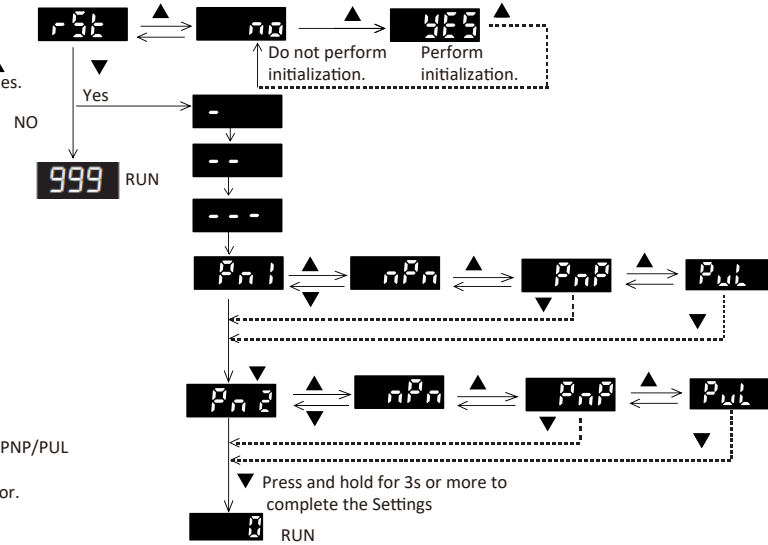 rSt
no
YES
Do not perform
initialization.
Perform
initialization.
es.
Yes
NO
-
- -
999
RUN
- - -
Pn1
nPn
PnP
PuL
Pn2
nPn
PnP
PuL
PNP/PUL
or.
Press and hold for 3s or more to
complete the Settings
0
RUN